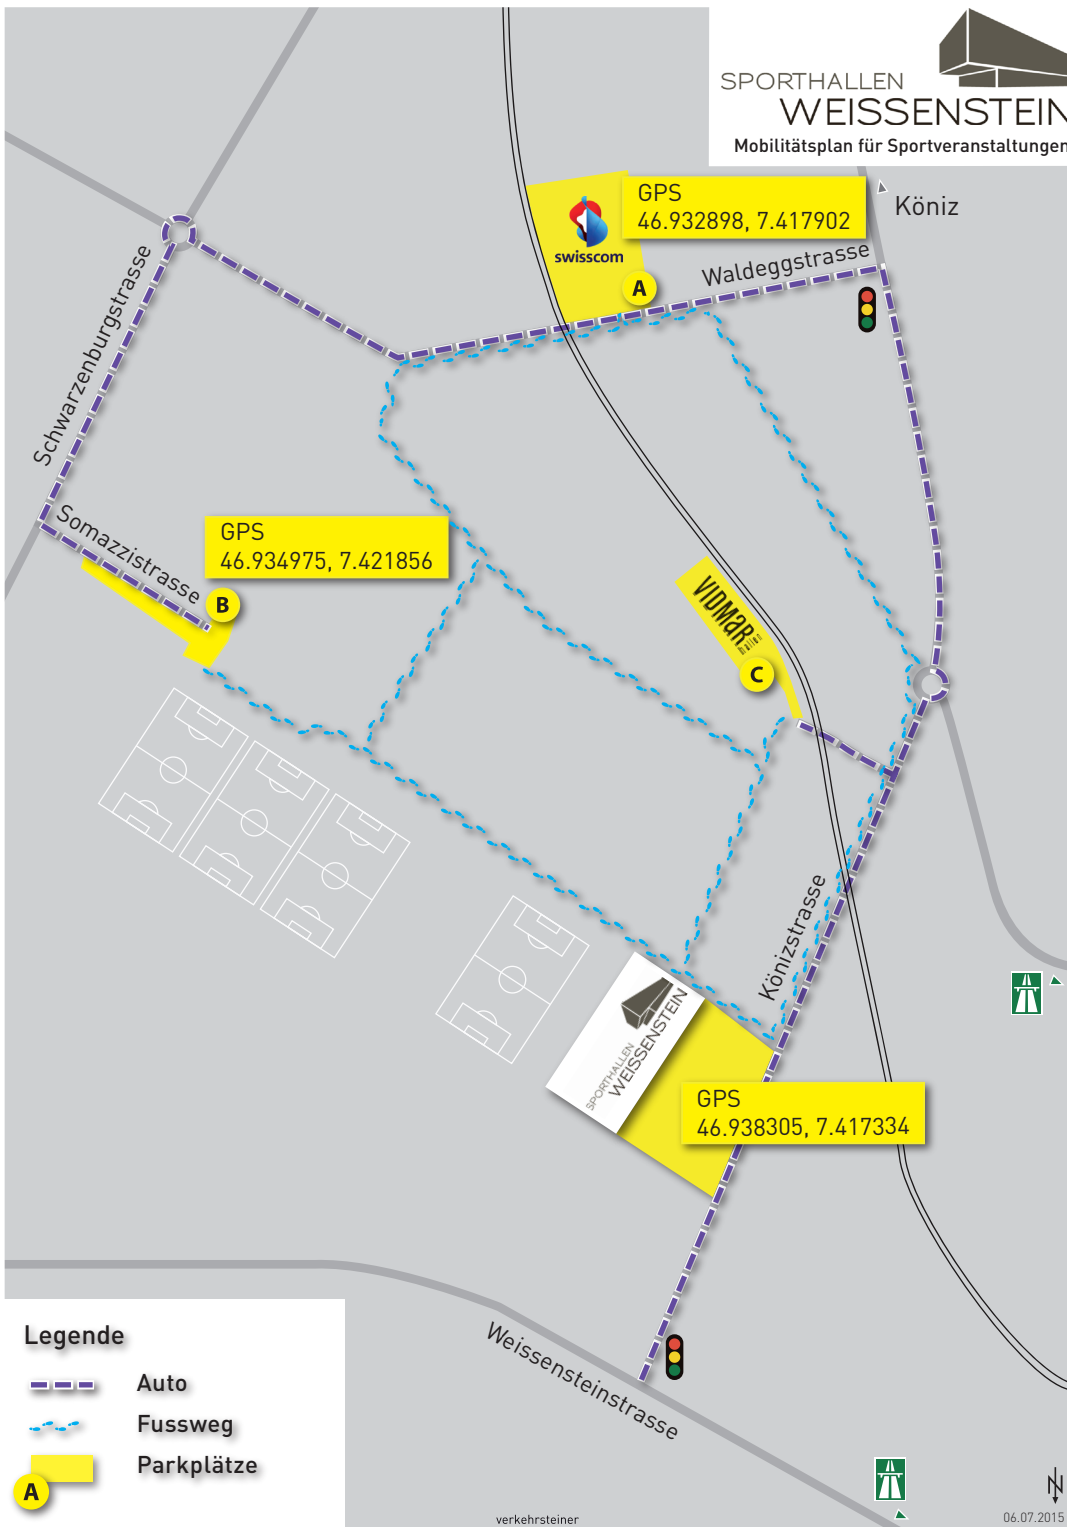 SPORTHALLEN
WEISSENSTEIN
Mobilitätsplan für Sportveranstaltungen
GPS
46.932898, 7.417902
Köniz
swisscom
A
Waldeggstrasse
Schwarzenburgstrasse
Somazzistrasse
GPS
46.934975, 7.421856
B
VIDMAR
hallen
C
Könizstrasse
SPORTHALLEN
WEISSENSTEIN
GPS
46.938305, 7.417334
Weissensteinstrasse
Legende
Auto
Fussweg
Parkplätze
A
N
verkehrsteiner
06.07.2015